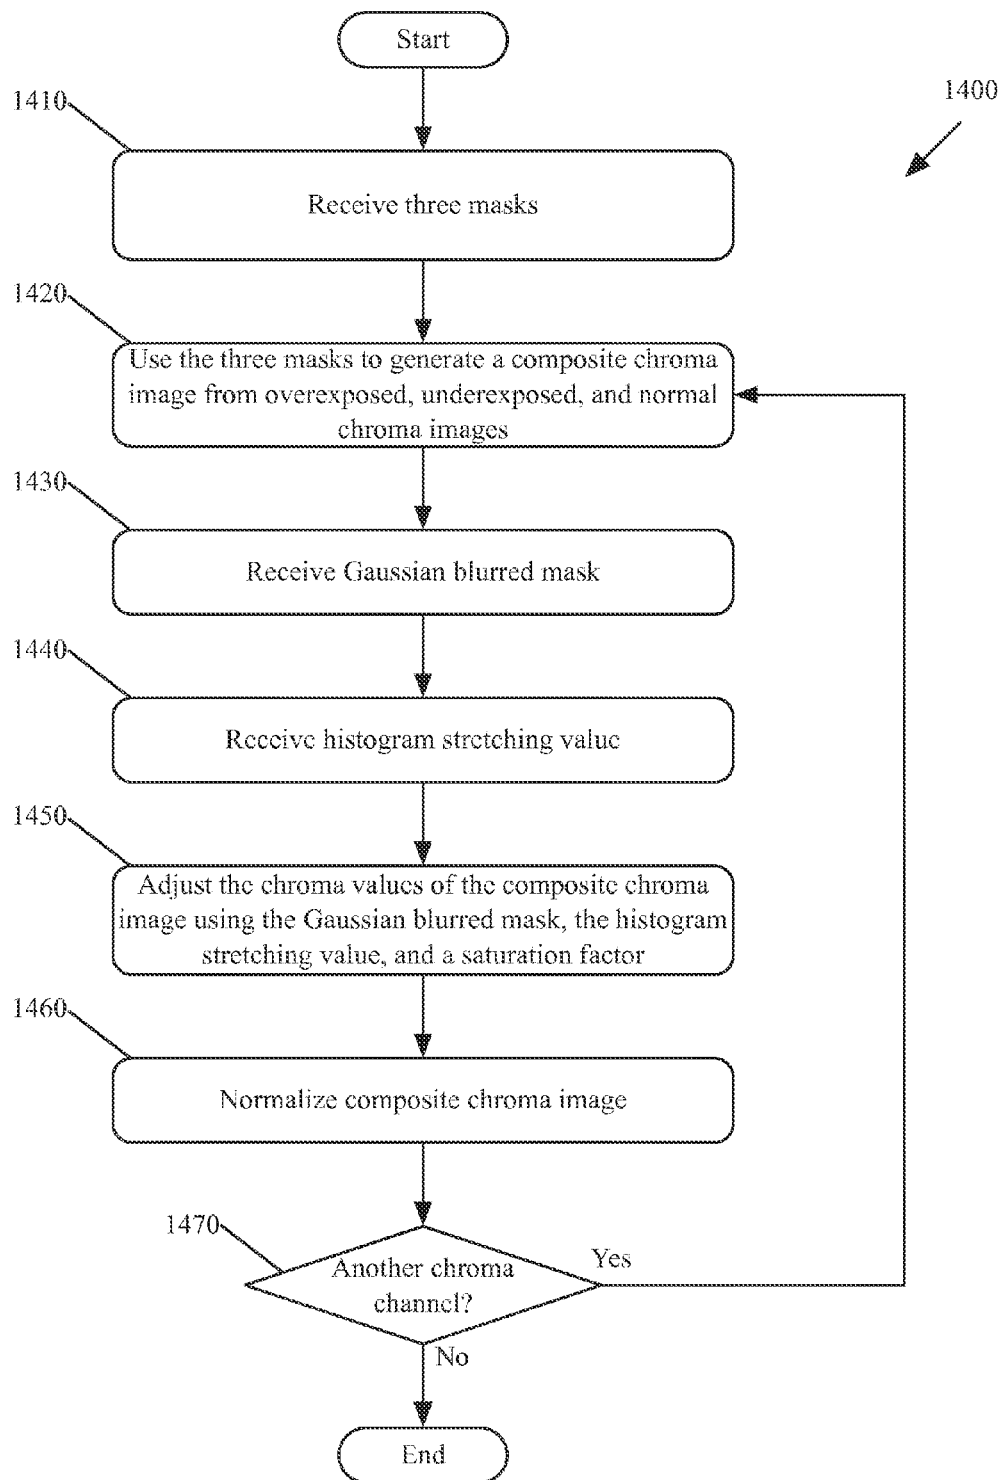 Start
1400
1410
Receive three masks
1420
Use the three masks to generate a composite chroma
image from overexposed, underexposed, and normal
chroma images
1430
Receive Gaussian blurred mask
1440
Receive histogram stretching value
1450
Adjust the chroma values of the composite chroma
image using the Gaussian blurred mask, the histogram
stretching value, and a saturation factor
1460
Normalize composite chroma image
1470
Another chroma
channel?
Yes
No
End